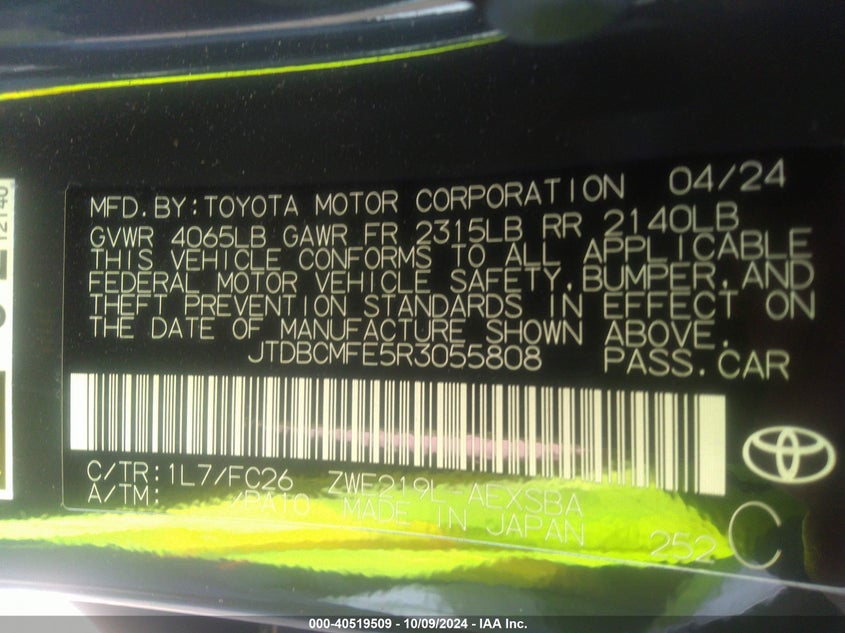 MFD.BY:TOYOTA MOTOR CORPORATION 04/24
GVWR 4065LB GAWR FR 2315LB RR 2140LB
THIS VEHICLE CONFORMS TO ALL APPLICABLE
FEDERAL MOTOR VEHICLE SAFETY,BUMPER,AND
THEFT PREVENTION STANDARDS IN EFFECT ON
THE DATE OF MANUFACTURE SHOWN ABOVE.
JTDBCMFE5R3055808 PASS.CAR
C/TR:1L7/FC26 ZWE219L-AEXSBA
A/TM: /PA10 MADE IN JAPAN
252
C
12140
000-40519509 - 10/09/2024 - IAA Inc.